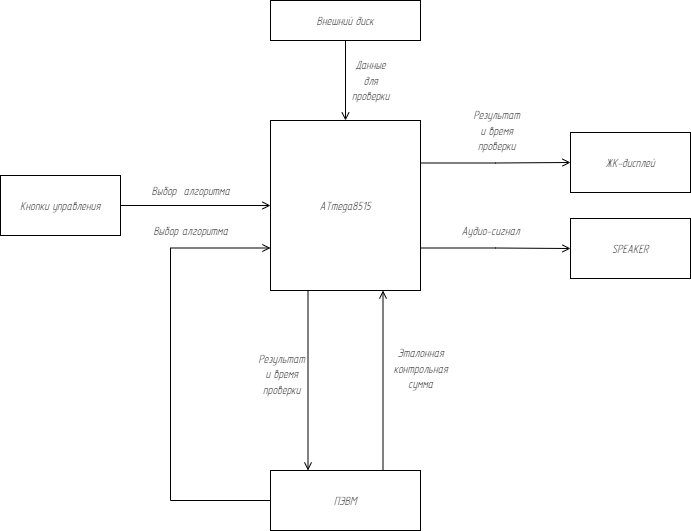 Внешний диск
Данные
для
проверки
Результат
и время
проверки
ЖК-дисплей
Кнопки управления
Выбор алгоритма
ATmega8515
Выбор алгоритма
Аудио-сигнал
SPEAKER
Результат
и время
проверки
Эталонная
контрольная
сумма
ПЭВМ